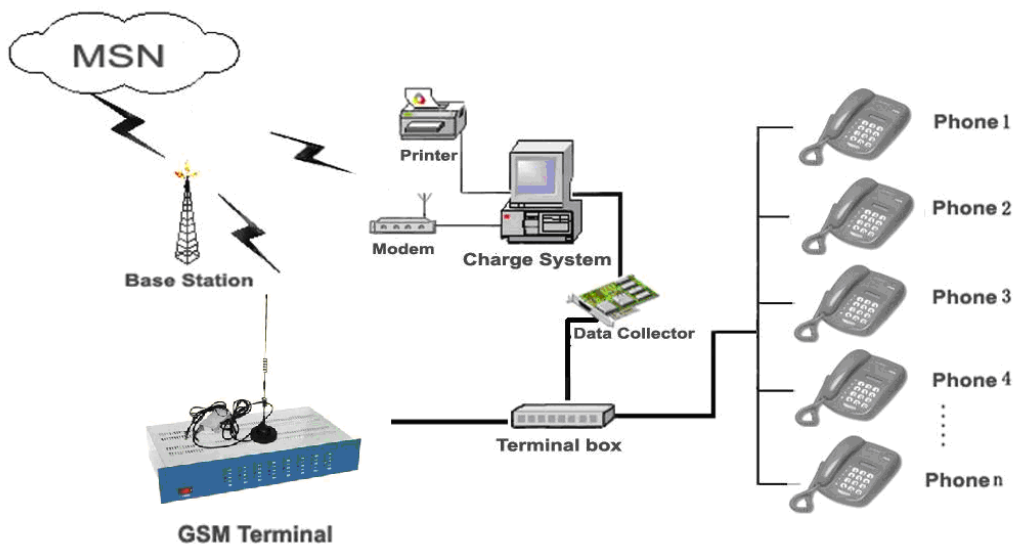 MSN
Printer
Modem
Charge System
Base Station
Data Collector
Terminal box
GSM Terminal
Phone 1
Phone 2
Phone 3
Phone 4
Phone n